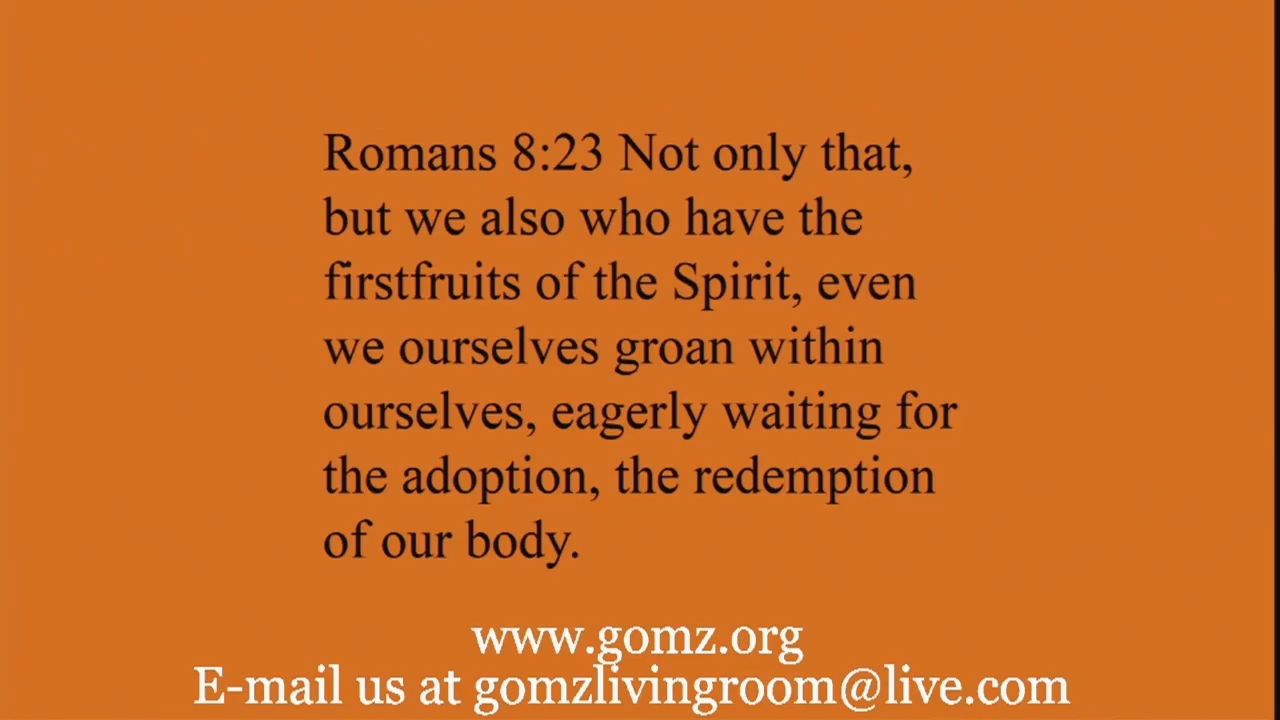 Romans 8:23 Not only that,
but we also who have the
firstfruits of the Spirit, even
we ourselves groan within
ourselves, eagerly waiting for
the adoption, the redemption
of our body.
www.gomz.org
E-mail us at gomzlivingroom@live.com